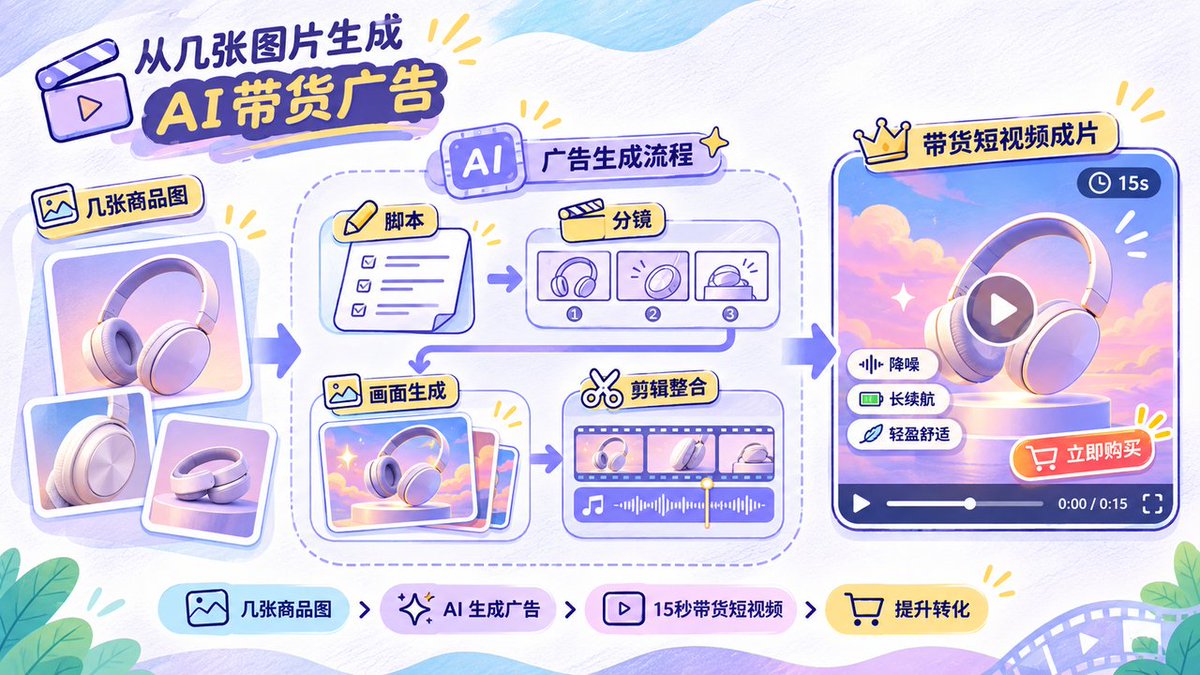 从几张图片生成
AI带货广告
几张商品图
AI
广告生成流程
脚本
分镜
1
2
3
画面生成
剪辑整合
带货短视频成片
15s
降噪
长续航
轻盈舒适
立即购买
0:00 / 0:15
几张商品图
AI 生成广告
15秒带货短视频
提升转化